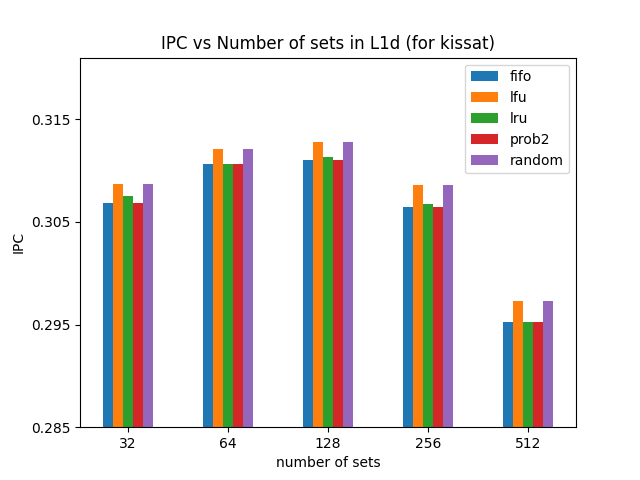 IPC vs Number of sets in L1d (for kissat)
fifo
lfu
lru
prob2
random
0.315
0.305
0.295
0.285
IPC
32 64 128 256 512
number of sets